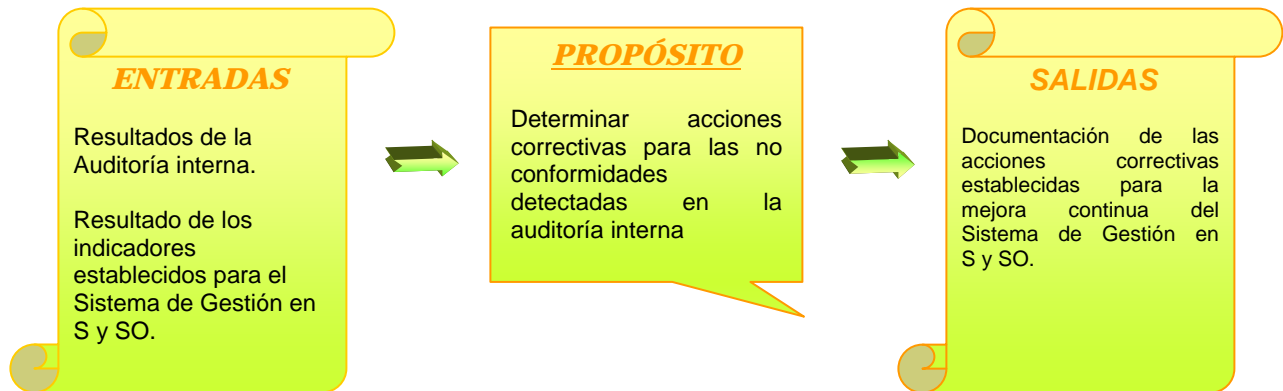 ENTRADAS
Resultados de la
Auditoría interna.
Resultado de los
indicadores
establecidos para el
Sistema de Gestión en
S y SO.
PROPÓSITO
Determinar acciones
correctivas para las no
conformidades
detectadas en la
auditoría interna
SALIDAS
Documentación de las
acciones correctivas
establecidas para la
mejora continua del
Sistema de Gestión en
S y SO.